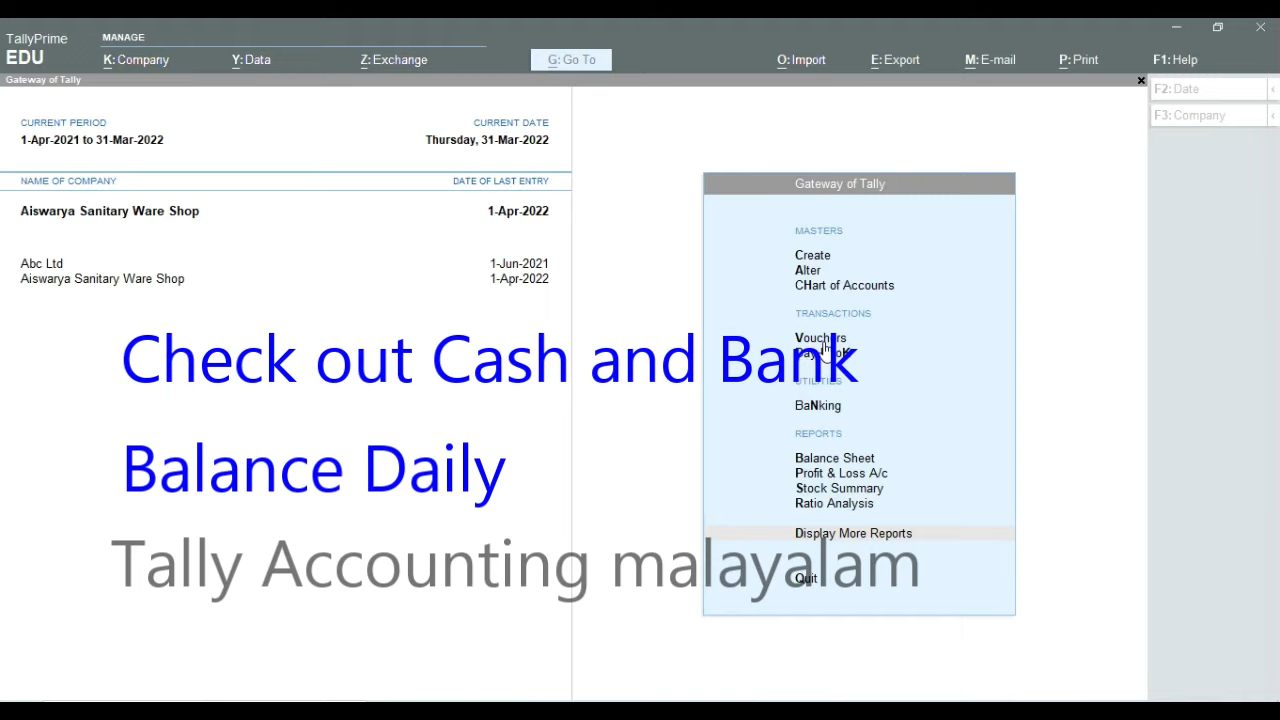 TallyPrime
EDU
MANAGE
K: Company
Y: Data
Z: Exchange
G: Go To
O: Import
E: Export
M: E-mail
P: Print
F1: Help
Gateway of Tally
F2: Date
F3: Company
CURRENT PERIOD
CURRENT DATE
1-Apr-2021 to 31-Mar-2022
Thursday, 31-Mar-2022
NAME OF COMPANY
DATE OF LAST ENTRY
Aiswarya Sanitary Ware Shop
1-Apr-2022
Abc Ltd
1-Jun-2021
Aiswarya Sanitary Ware Shop
1-Apr-2022
Gateway of Tally
MASTERS
Create
Alter
CHart of Accounts
TRANSACTIONS
Vouchers
UTILITIES
BaNking
REPORTS
Balance Sheet
Profit & Loss A/c
Stock Summary
Ratio Analysis
Display More Reports
Quit
Check out Cash and Bank
Balance Daily
Tally Accounting malayalam